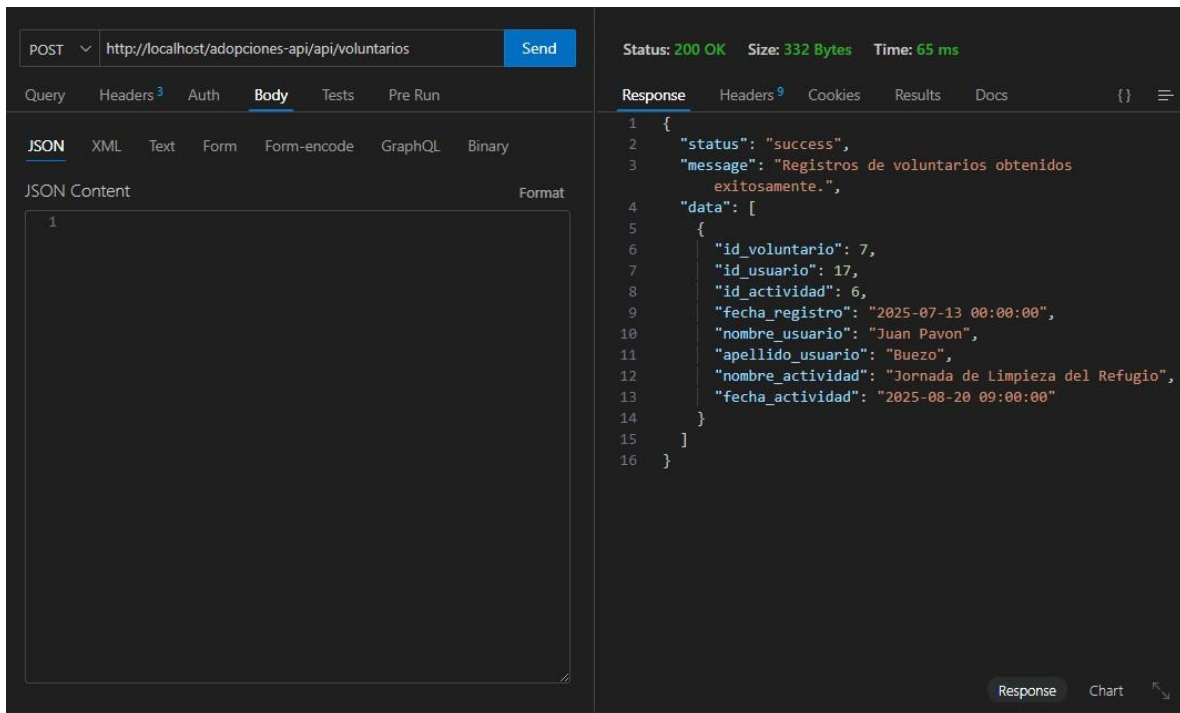 POST http://localhost/adopciones-api/api/voluntarios Send
Query Headers 3 Auth Body Tests Pre Run
JSON XML Text Form Form-encode GraphQL Binary
JSON Content Format
1
Status: 200 OK Size: 332 Bytes Time: 65 ms
Response Headers 9 Cookies Results Docs {}
1 {
2 "status": "success",
3 "message": "Registros de voluntarios obtenidos
exitosamente.",
4 "data": [
5 {
6 "id_voluntario": 7,
7 "id_usuario": 17,
8 "id_actividad": 6,
9 "fecha_registro": "2025-07-13 00:00:00",
10 "nombre_usuario": "Juan Pavon",
11 "apellido_usuario": "Buezo",
12 "nombre_actividad": "Jornada de Limpieza del Refugio",
13 "fecha_actividad": "2025-08-20 09:00:00"
14 }
15 ]
16 }
Response Chart